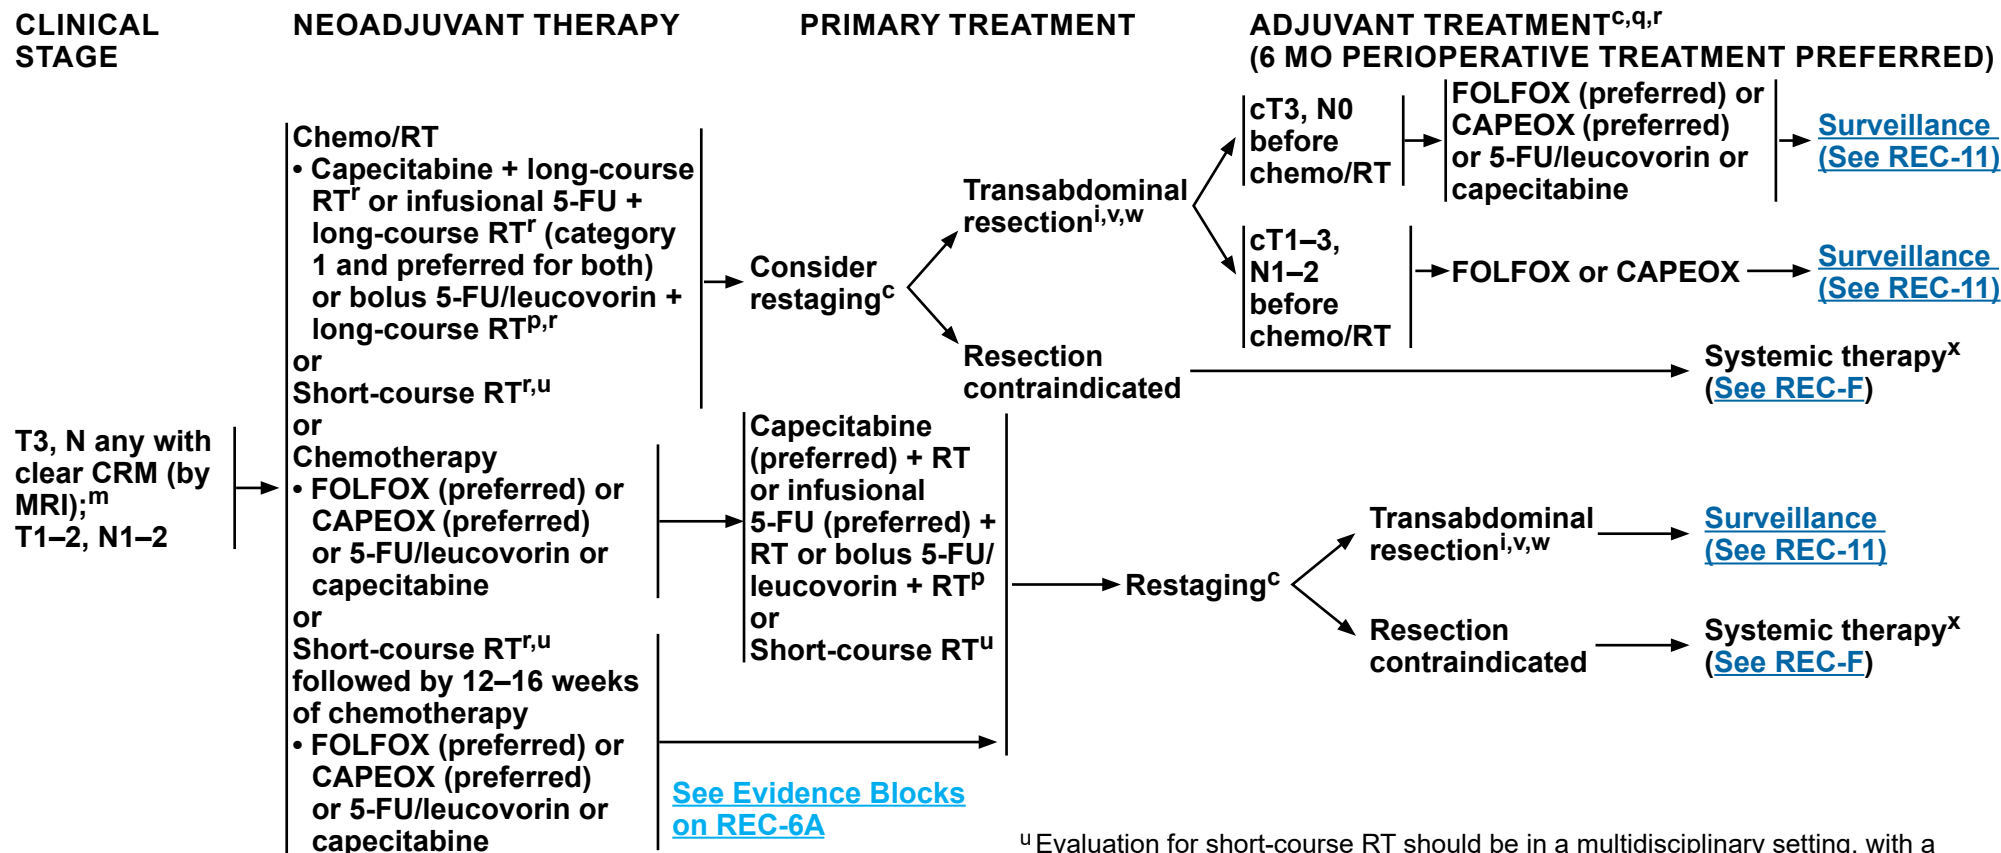 CLINICAL
STAGE
NEOADJUVANT THERAPY
PRIMARY TREATMENT
ADJUVANT TREATMENTc,q,r
(6 MO PERIOPERATIVE TREATMENT PREFERRED)
T3, N any with
clear CRM (by
MRI);m
T1–2, N1–2
Chemo/RT
• Capecitabine + long-course
RTr or infusional 5-FU +
long-course RTr (category
1 and preferred for both)
or bolus 5-FU/leucovorin +
long-course RTp,r
or
Short-course RTr,u
or
Chemotherapy
• FOLFOX (preferred) or
CAPEOX (preferred)
or 5-FU/leucovorin or
capecitabine
or
Short-course RTr,u
followed by 12–16 weeks
of chemotherapy
• FOLFOX (preferred) or
CAPEOX (preferred)
or 5-FU/leucovorin or
capecitabine
Consider
restagingc
Transabdominal
resectioni,v,w
Resection
contraindicated
cT3, N0
before
chemo/RT
FOLFOX (preferred) or
CAPEOX (preferred)
or 5-FU/leucovorin or
capecitabine
Surveillance
(See REC-11)
cT1–3,
N1–2
before
chemo/RT
FOLFOX or CAPEOX
Surveillance
(See REC-11)
Systemic therapyx
(See REC-F)
Capecitabine
(preferred) + RT
or infusional
5-FU (preferred) +
RT or bolus 5-FU/
leucovorin + RTp
or
Short-course RTu
Restagingc
Transabdominal
resectioni,v,w
Surveillance
(See REC-11)
Resection
contraindicated
Systemic therapyx
(See REC-F)
See Evidence Blocks
on REC-6A
u Evaluation for short-course RT should be in a multidisciplinary setting, with a